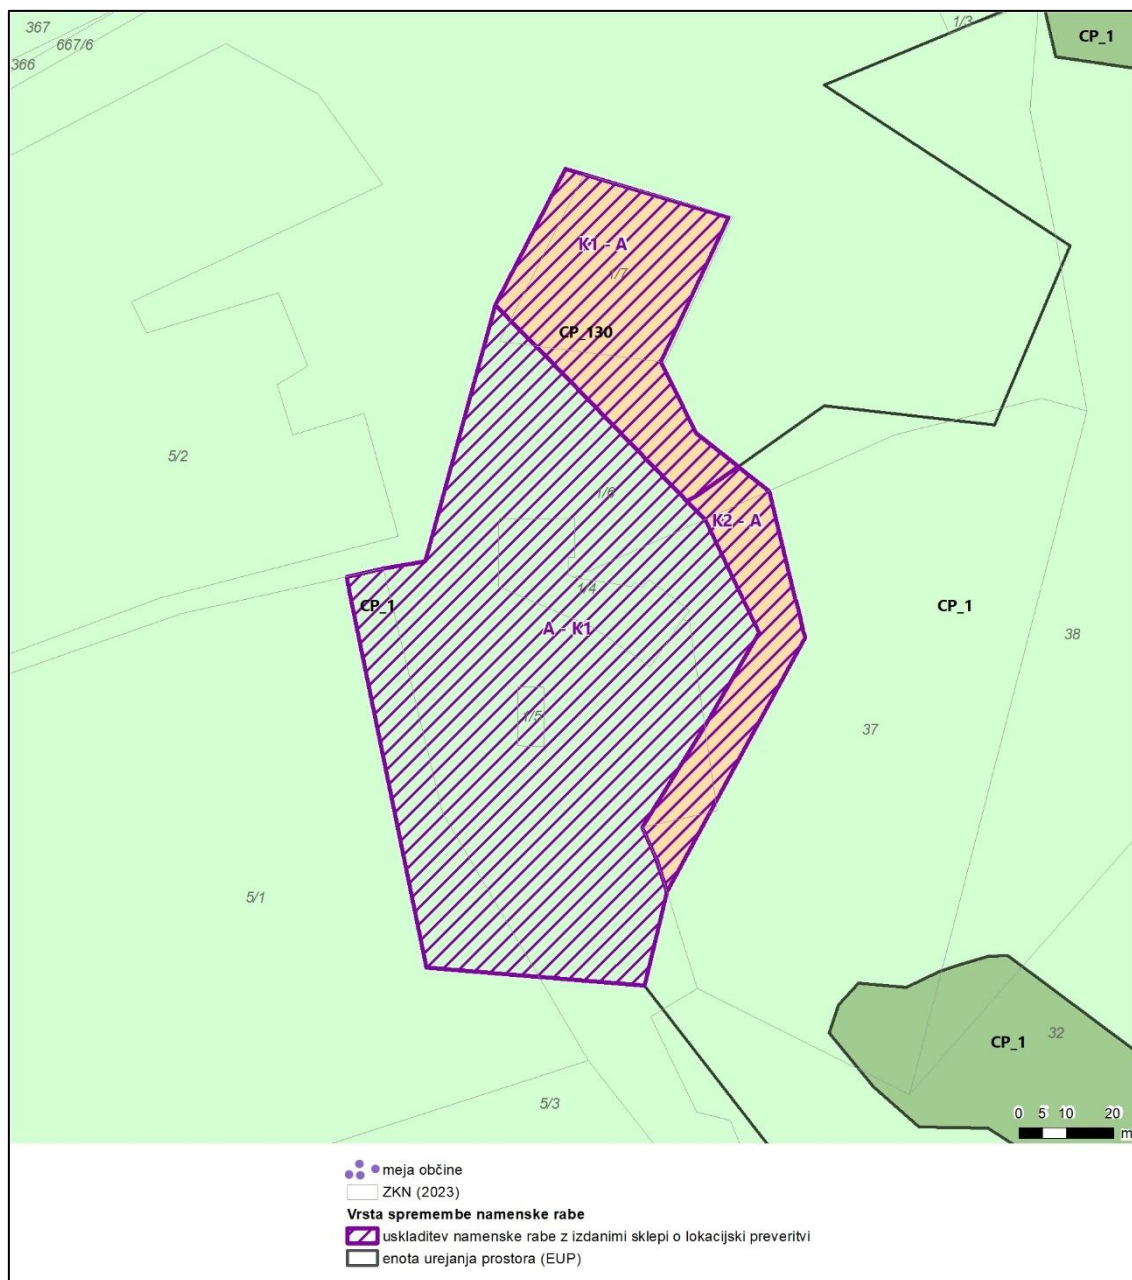 367
667/6
366
1/3
CP_1
K1 - A
1/7
CP_130
5/2
1/6
K2 - A
1/4
CP_1
CP_1
A - K1
38
1/5
37
5/1
CP_1
32
5/3
0 5 10 20
m
meja občine
ZKN (2023)
Vrsta spremembe namenske rabe
uskladitev namenske rabe z izdanimi sklepi o lokacijski preveritvi
enota urejanja prostora (EUP)